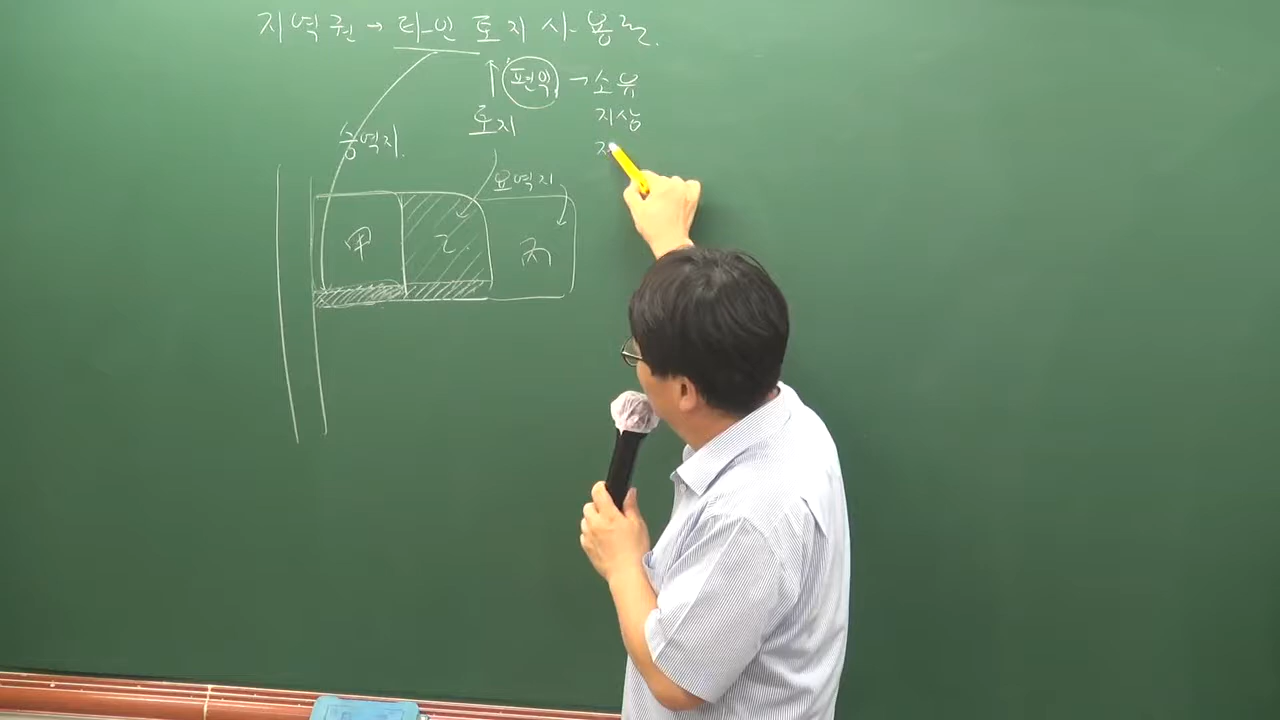 지역권 → 타인 토지 사용권.
↑ 편익 → 소유
토지 지상
승역지.
요역지
甲 乙 丙